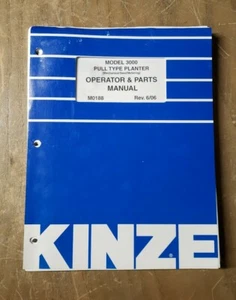 MODEL 3000
PULL TYPE PLANTER
OPERATOR & PARTS
MANUAL
M0188 Rev. 6/06
KINZE®